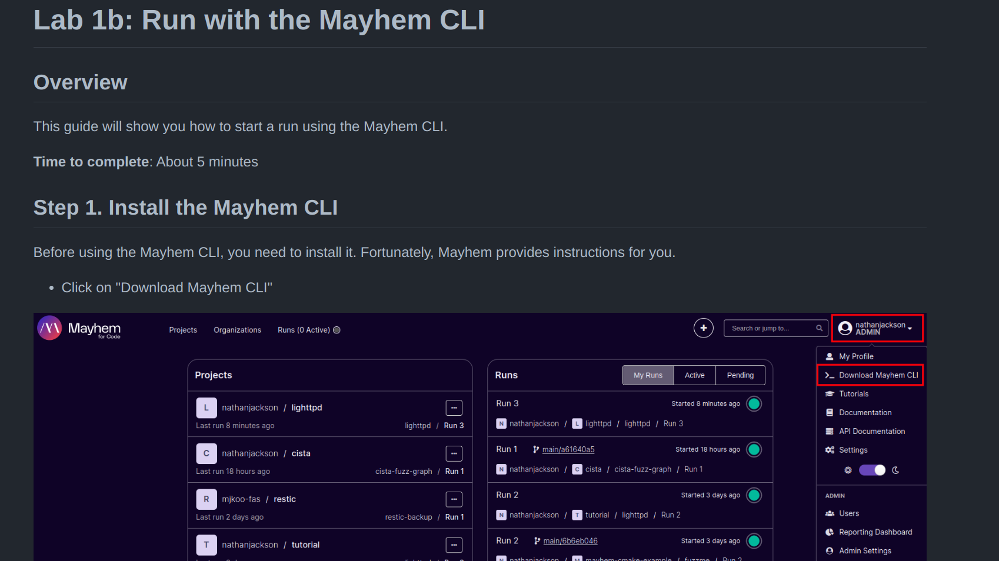 Lab 1b: Run with the Mayhem CLI
Overview
This guide will show you how to start a run using the Mayhem CLI.
Time to complete: About 5 minutes
Step 1. Install the Mayhem CLI
Before using the Mayhem CLI, you need to install it. Fortunately, Mayhem provides instructions for you.
• Click on "Download Mayhem CLI"
Mayhem
for Code
Projects Organizations Runs (0 Active)
+
Search or jump to...
nathanjackson
ADMIN
My Profile
Download Mayhem CLI
Tutorials
Documentation
API Documentation
Settings
ADMIN
Users
Reporting Dashboard
Admin Settings
Projects
L nathanjackson / lighttpd ...
Last run 8 minutes ago lighttpd / Run 3
C nathanjackson / cista ...
Last run 18 hours ago cista-fuzz-graph / Run 1
R mjkoo-fas / restic ...
Last run 2 days ago restic-backup / Run 1
T nathanjackson / tutorial ...
Runs My Runs Active Pending
Run 3 Started 8 minutes ago
N nathanjackson / L lighttpd / lighttpd / Run 3
Run 1 main/a61640a5 Started 18 hours ago
N nathanjackson / C cista / cista-fuzz-graph / Run 1
Run 2 Started 3 days ago
N nathanjackson / T tutorial / lighttpd / Run 2
Run 2 main/6b6eb046 Started 3 days ago
N nathanjackson / M mayhem-cmake-example / fuzzme / Run 2